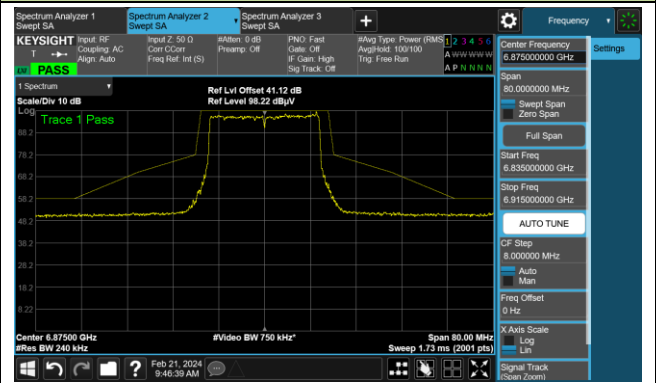 Spectrum Analyzer 1
Swept SA
Spectrum Analyzer 2
Swept SA
Spectrum Analyzer 3
Swept SA
Frequency
KEYSIGHT
Input: RF
Coupling: AC
Align: Auto
Input Z: 50 Ω
Corr CCorr
Freq Ref: Int (S)
#Atten: 0 dB
Preamp: Off
PNO: Fast
Gate: Off
IF Gain: High
Sig Track: Off
#Avg Type: Power (RMS
Avg|Hold: 100/100
Trig: Free Run
1 2 3 4 5 6
A W W W W W
A P N N N N
LXI
PASS
1 Spectrum
Scale/Div 10 dB
Log
Ref Lvl Offset 41.12 dB
Ref Level 98.22 dBµV
Trace 1 Pass
88.2
78.2
68.2
58.2
48.2
38.2
28.2
18.2
8.22
Center 6.87500 GHz
#Res BW 240 kHz
#Video BW 750 kHz*
Span 80.00 MHz
Sweep 1.73 ms (2001 pts)
Feb 21, 2024
9:46:39 AM
Center Frequency
6.875000000 GHz
Settings
Span
80.0000000 MHz
Swept Span
Zero Span
Full Span
Start Freq
6.835000000 GHz
Stop Freq
6.915000000 GHz
AUTO TUNE
CF Step
8.000000 MHz
Auto
Man
Freq Offset
0 Hz
X Axis Scale
Log
Lin
Signal Track
(Span Zoom)